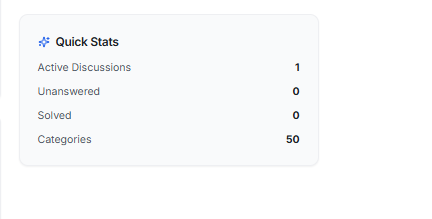 Quick Stats
Active Discussions 1
Unanswered 0
Solved 0
Categories 50